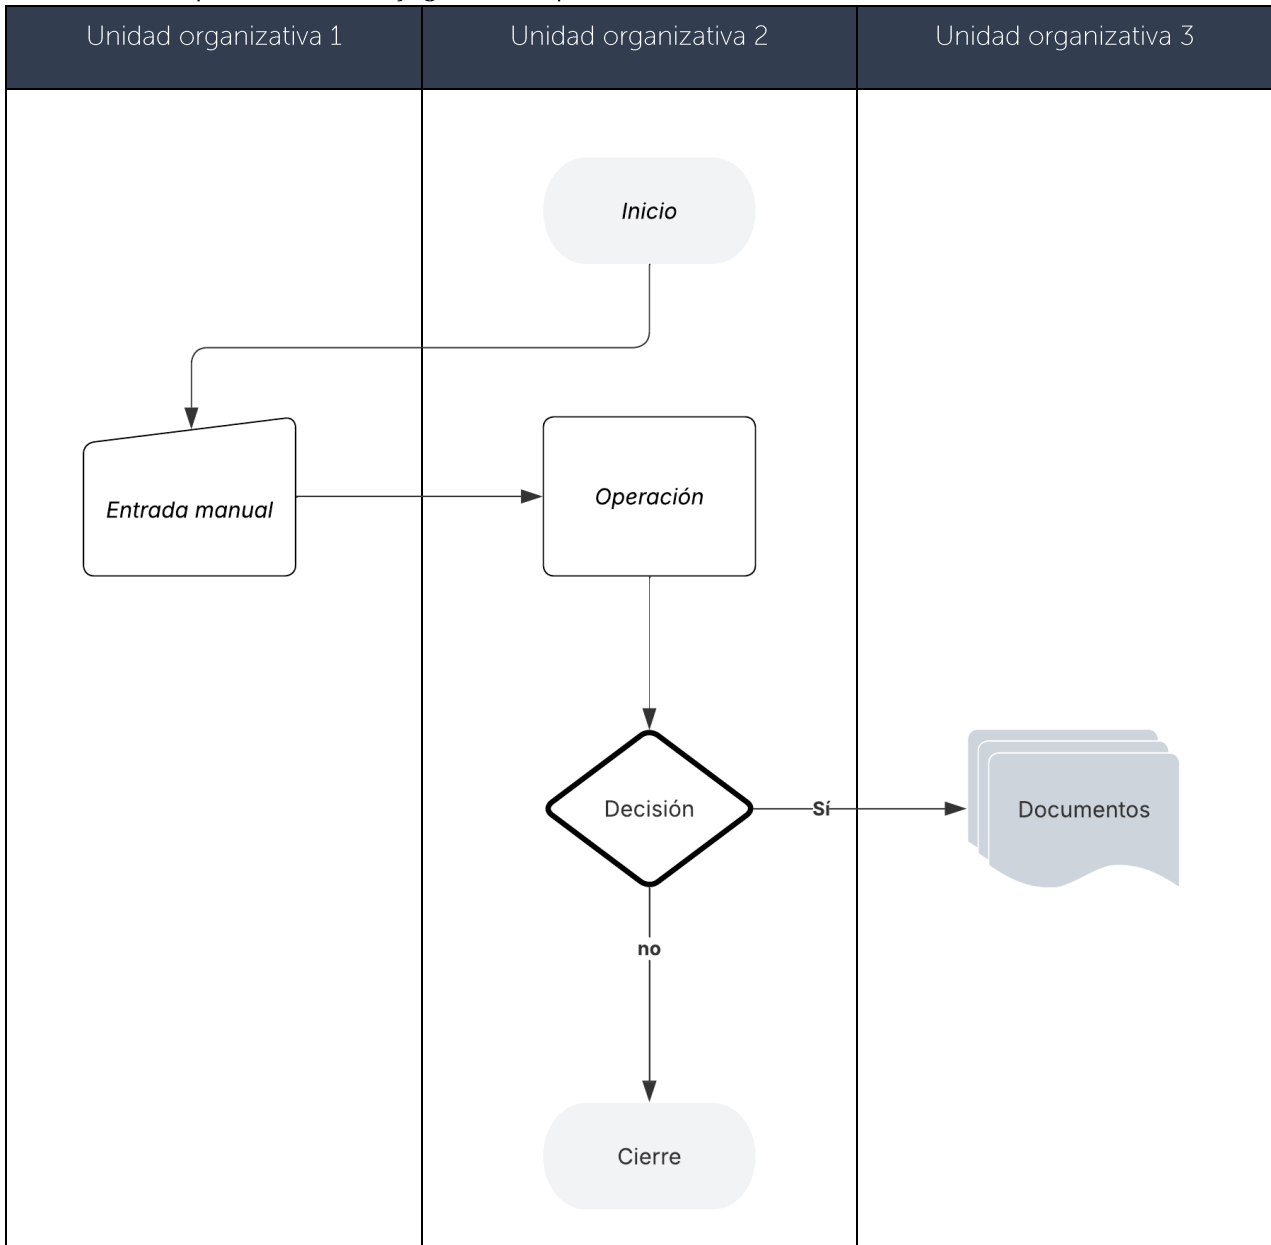 Unidad organizativa 1
Unidad organizativa 2
Unidad organizativa 3
Inicio
Entrada manual
Operación
Decisión
Sí
Documentos
no
Cierre